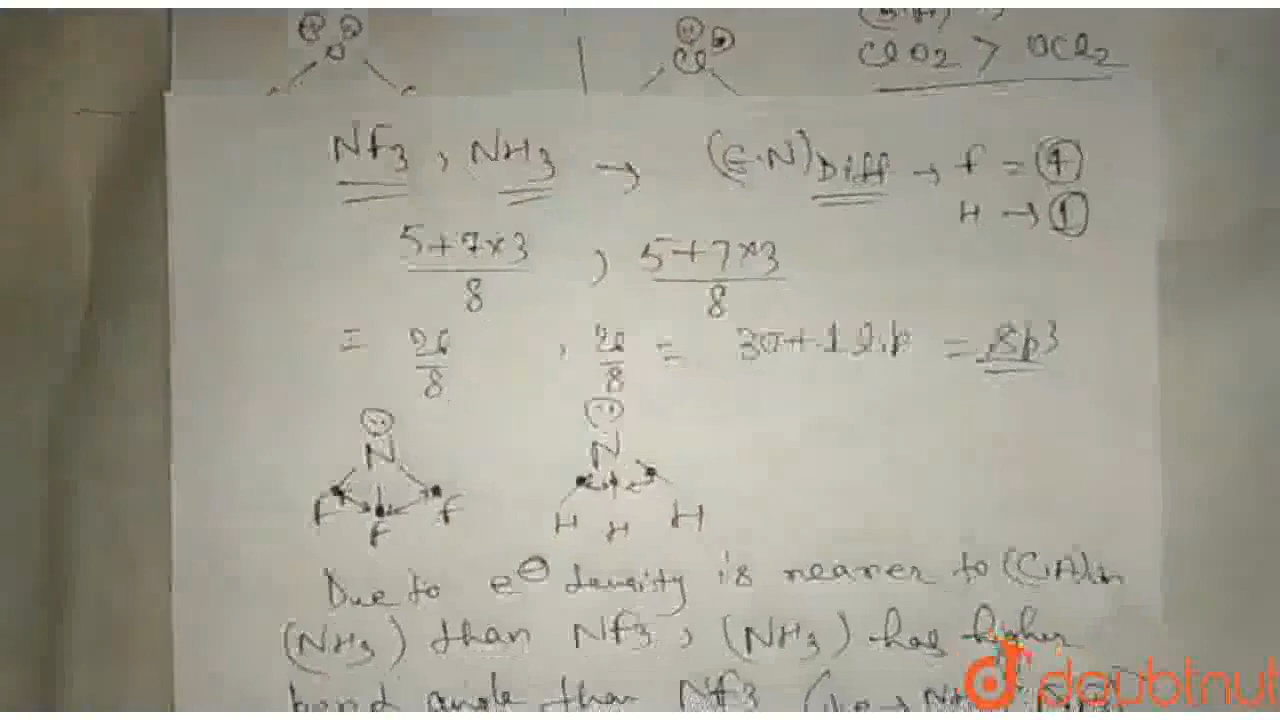 ClO2 > OCl2
O
Cl
NF3 , NH3 → (E.N)Diff → F = 4
H → 1
5+7×3 / 8 , 5+7×3 / 8
= 26/8 , 26/8 = 3σ+1 l.p = sp3
N N
F F F H H H
Due to e⊖ density is nearer to (C.A) in
(NH3) than NF3 , (NH3) has higher
bond angle than NF3
doubtnut